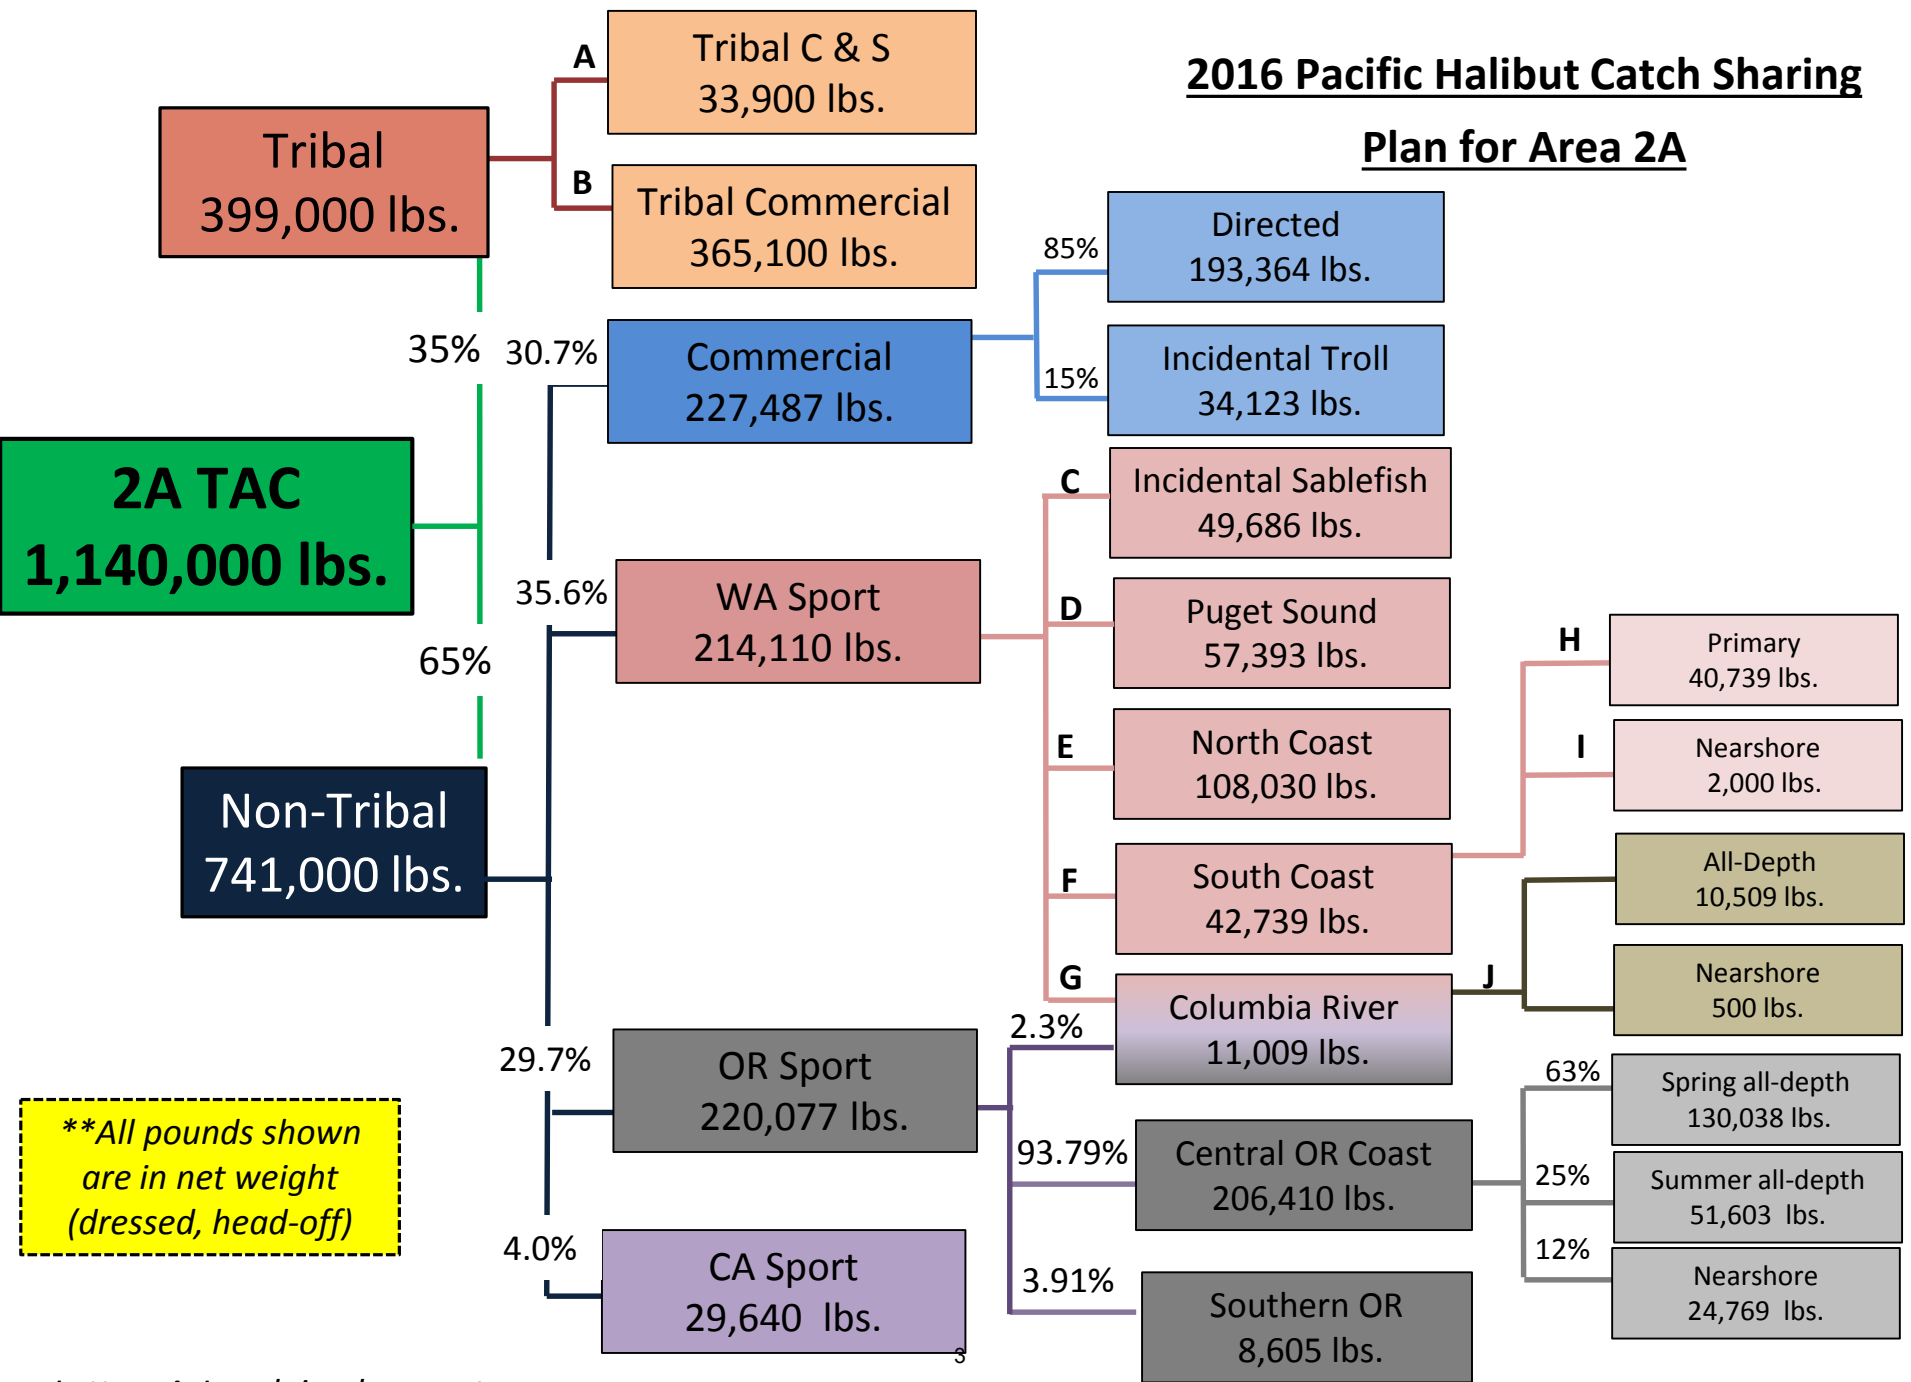 2016 Pacific Halibut Catch Sharing
Plan for Area 2A
2A TAC
1,140,000 lbs.
35%
65%
Tribal
399,000 lbs.
A
Tribal C & S
33,900 lbs.
B
Tribal Commercial
365,100 lbs.
Non-Tribal
741,000 lbs.
30.7%
Commercial
227,487 lbs.
85%
Directed
193,364 lbs.
15%
Incidental Troll
34,123 lbs.
35.6%
WA Sport
214,110 lbs.
C
Incidental Sablefish
49,686 lbs.
D
Puget Sound
57,393 lbs.
E
North Coast
108,030 lbs.
F
South Coast
42,739 lbs.
H
Primary
40,739 lbs.
I
Nearshore
2,000 lbs.
G
Columbia River
11,009 lbs.
J
All-Depth
10,509 lbs.
Nearshore
500 lbs.
29.7%
OR Sport
220,077 lbs.
2.3%
93.79%
Central OR Coast
206,410 lbs.
63%
Spring all-depth
130,038 lbs.
25%
Summer all-depth
51,603 lbs.
12%
Nearshore
24,769 lbs.
3.91%
Southern OR
8,605 lbs.
4.0%
CA Sport
29,640 lbs.
**All pounds shown
are in net weight
(dressed, head-off)
3